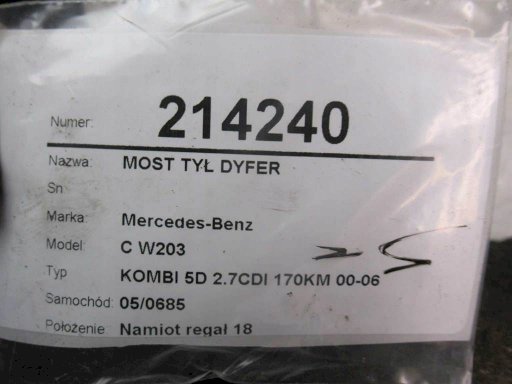 Numer: 214240
Nazwa: MOST TYŁ DYFER
Sn
Marka: Mercedes-Benz
Model: C W203
Typ KOMBI 5D 2.7CDI 170KM 00-06
Samochód: 05/0685
Położenie: Namiot regał 18